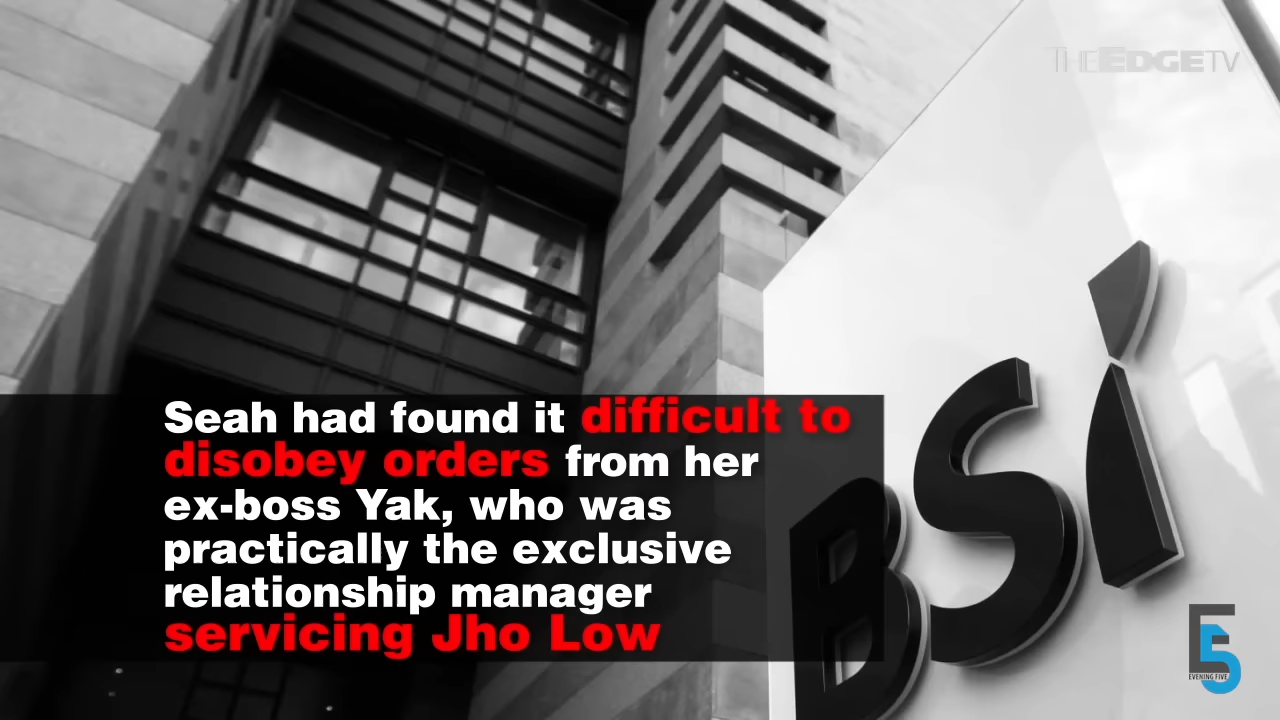 THEEDGETV
Seah had found it difficult to
disobey orders from her
ex-boss Yak, who was
practically the exclusive
relationship manager
servicing Jho Low
BSi
E5
EVENING FIVE